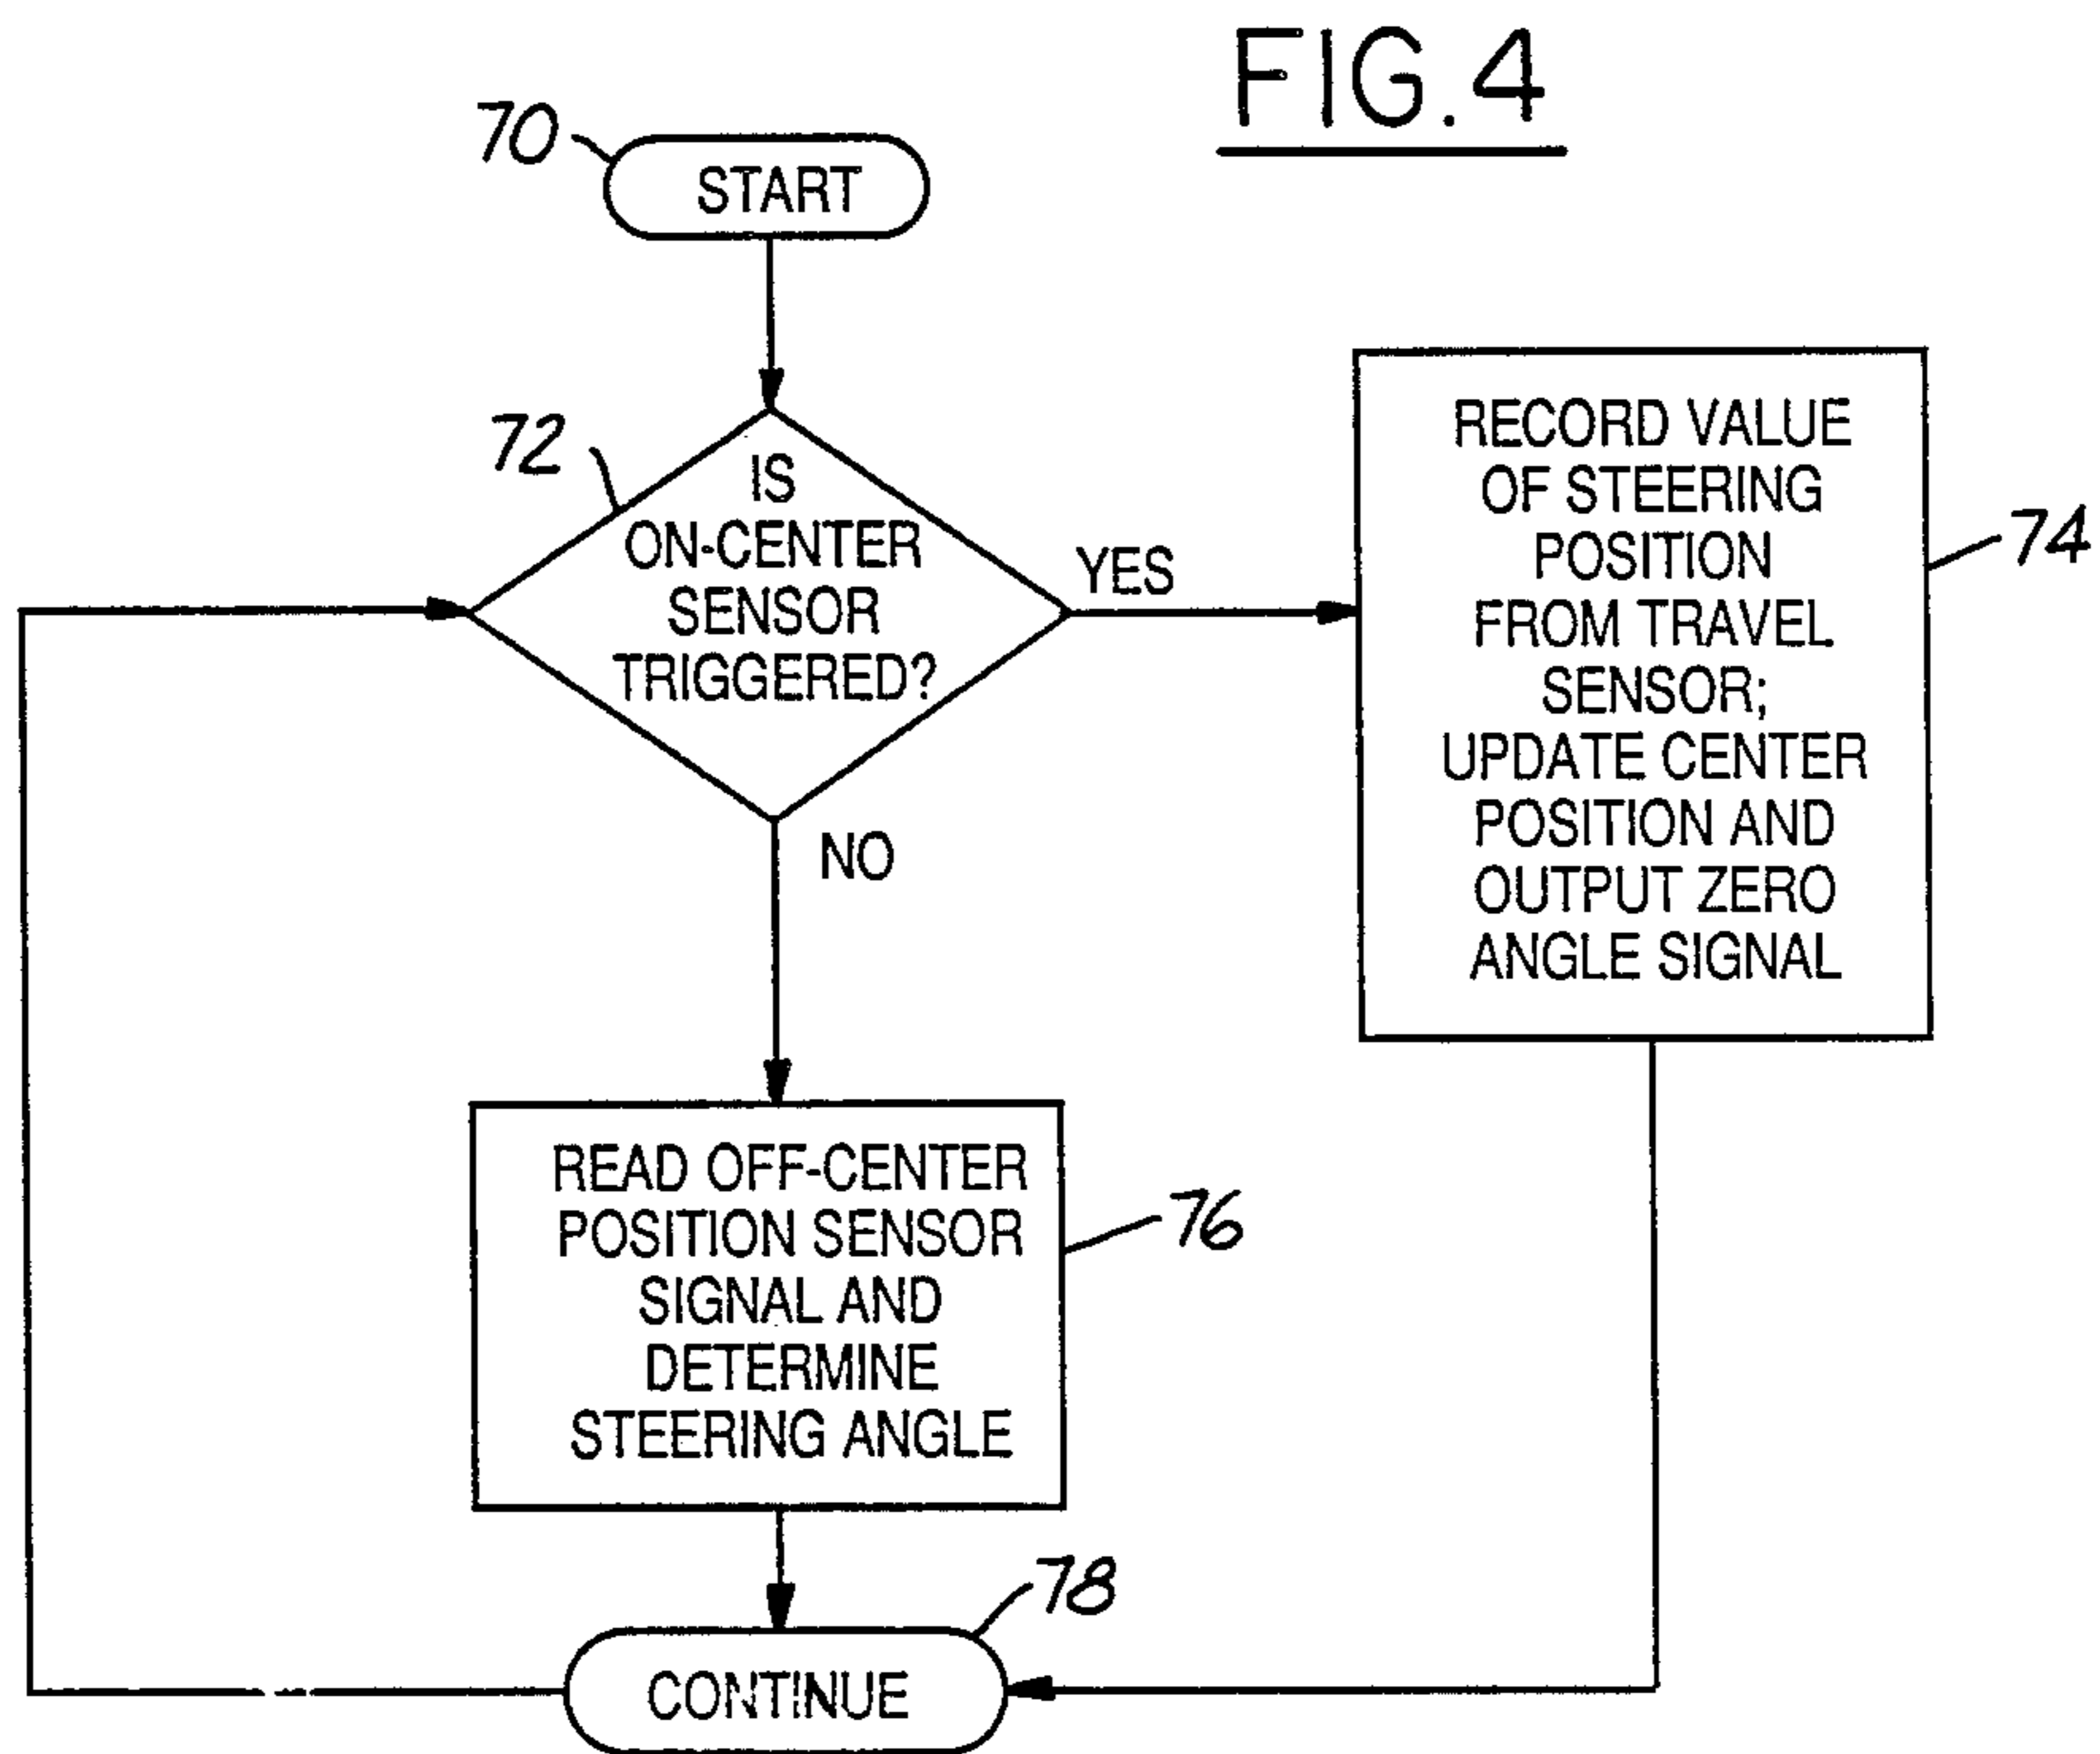 FIG.4
70
START
72
IS
ON-CENTER
SENSOR
TRIGGERED?
YES
RECORD VALUE
OF STEERING
POSITION
FROM TRAVEL
SENSOR;
UPDATE CENTER
POSITION AND
OUTPUT ZERO
ANGLE SIGNAL
74
NO
READ OFF-CENTER
POSITION SENSOR
SIGNAL AND
DETERMINE
STEERING ANGLE
76
78
CONTINUE